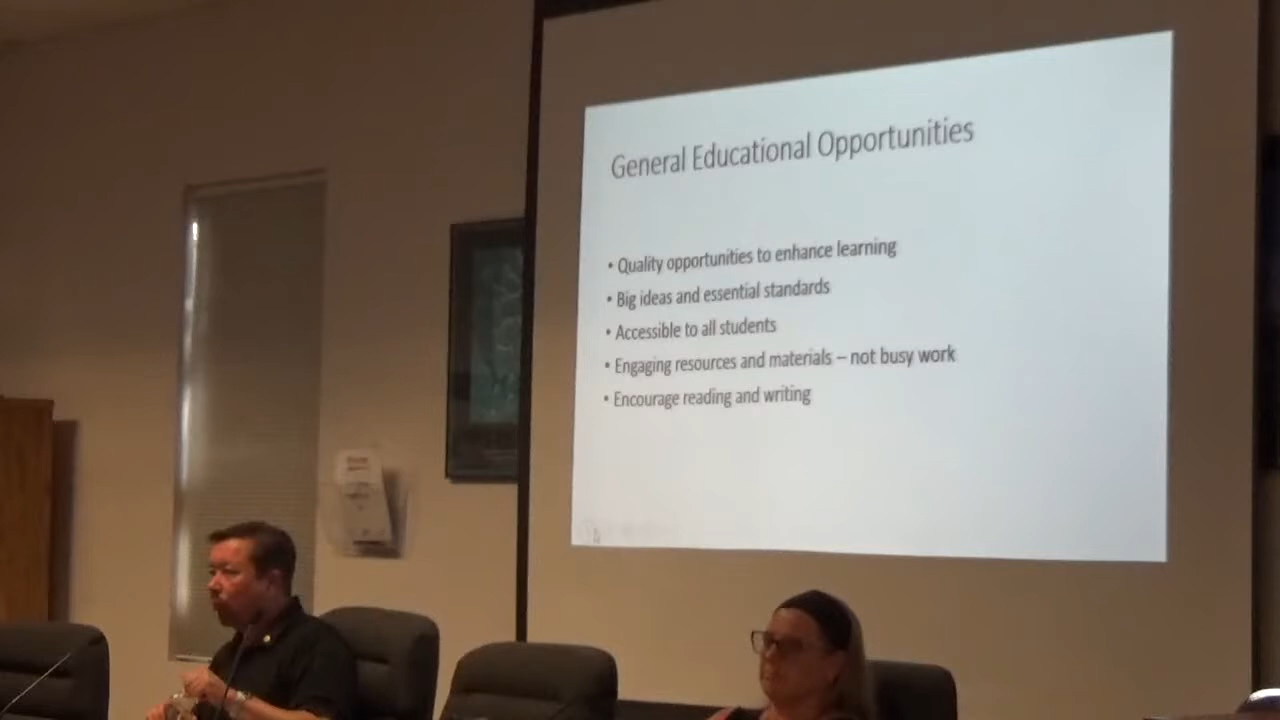 General Educational Opportunities
• Quality opportunities to enhance learning
• Big ideas and essential standards
• Accessible to all students
• Engaging resources and materials – not busy work
• Encourage reading and writing